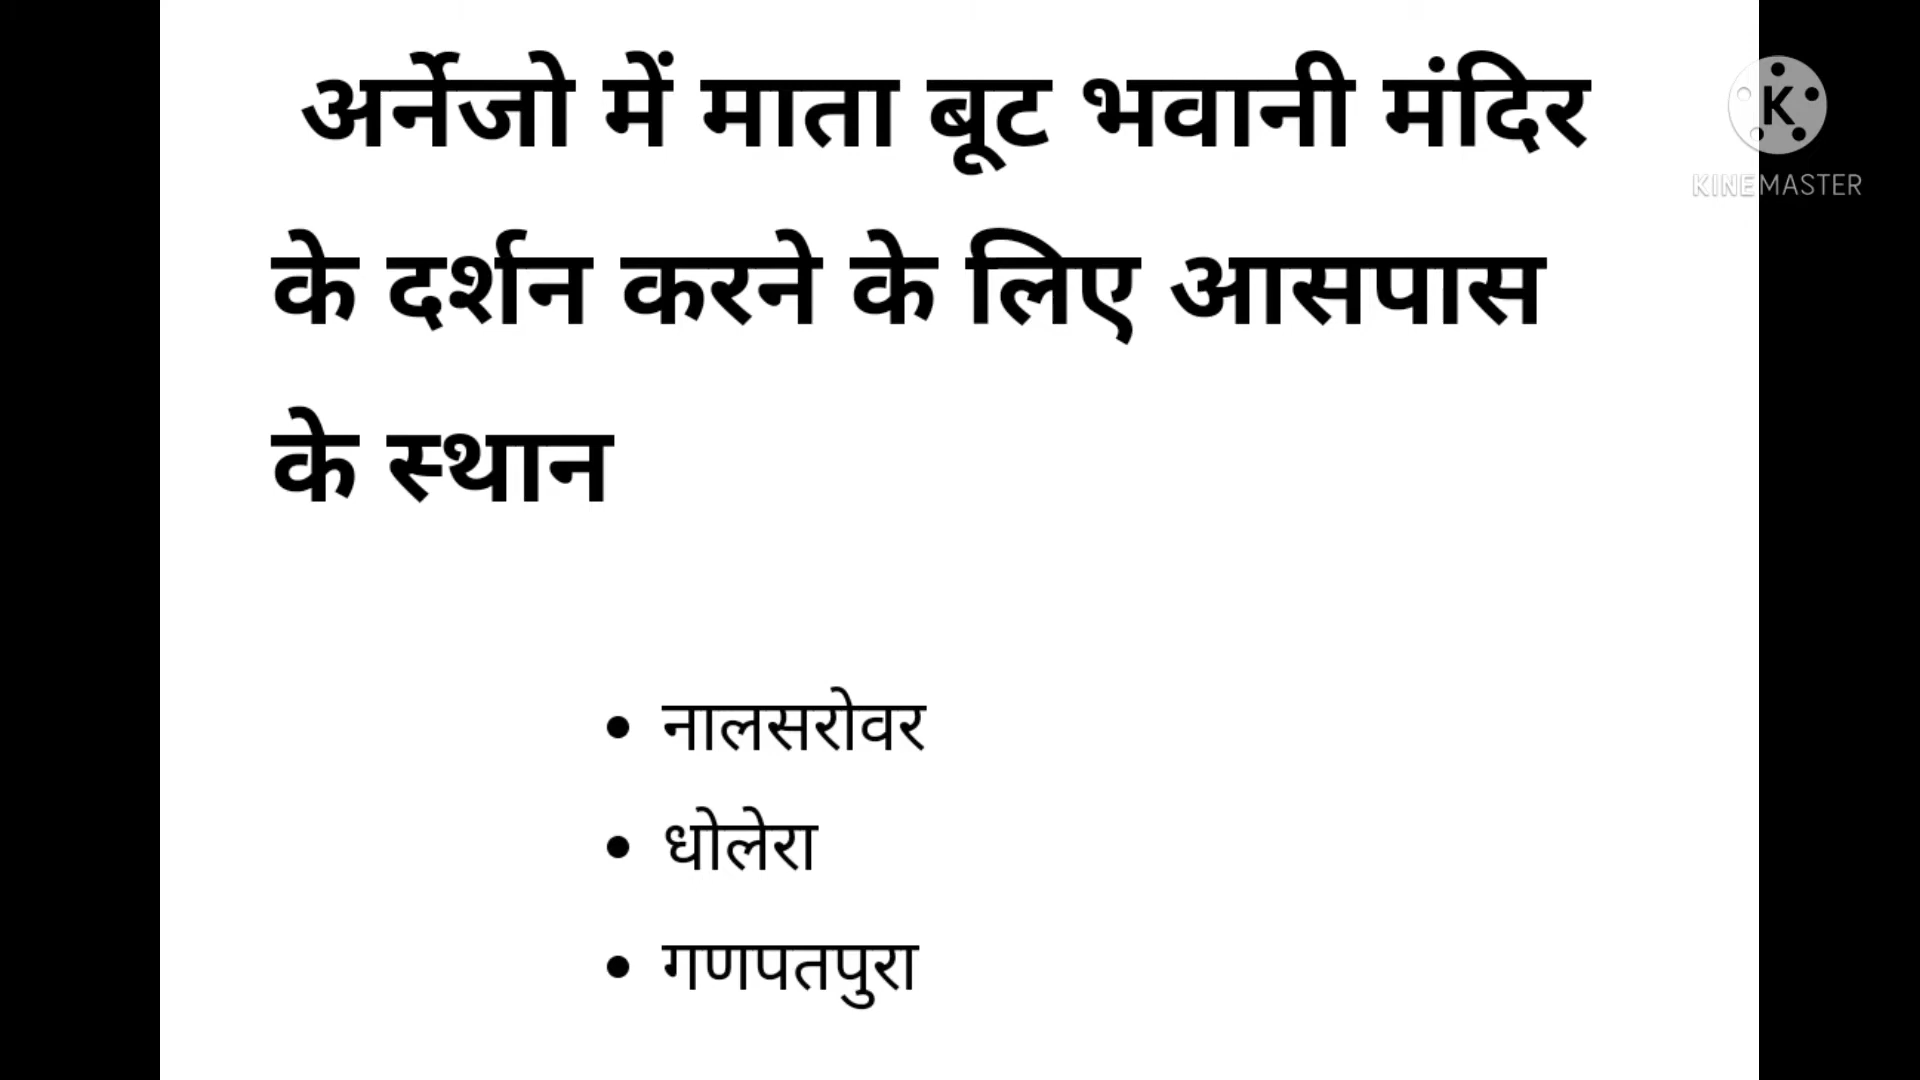 अर्नेजो में माता बूट भवानी मंदिर
के दर्शन करने के लिए आसपास
के स्थान
• नालसरोवर
• धोलेरा
• गणपतपुरा
K
KINEMASTER